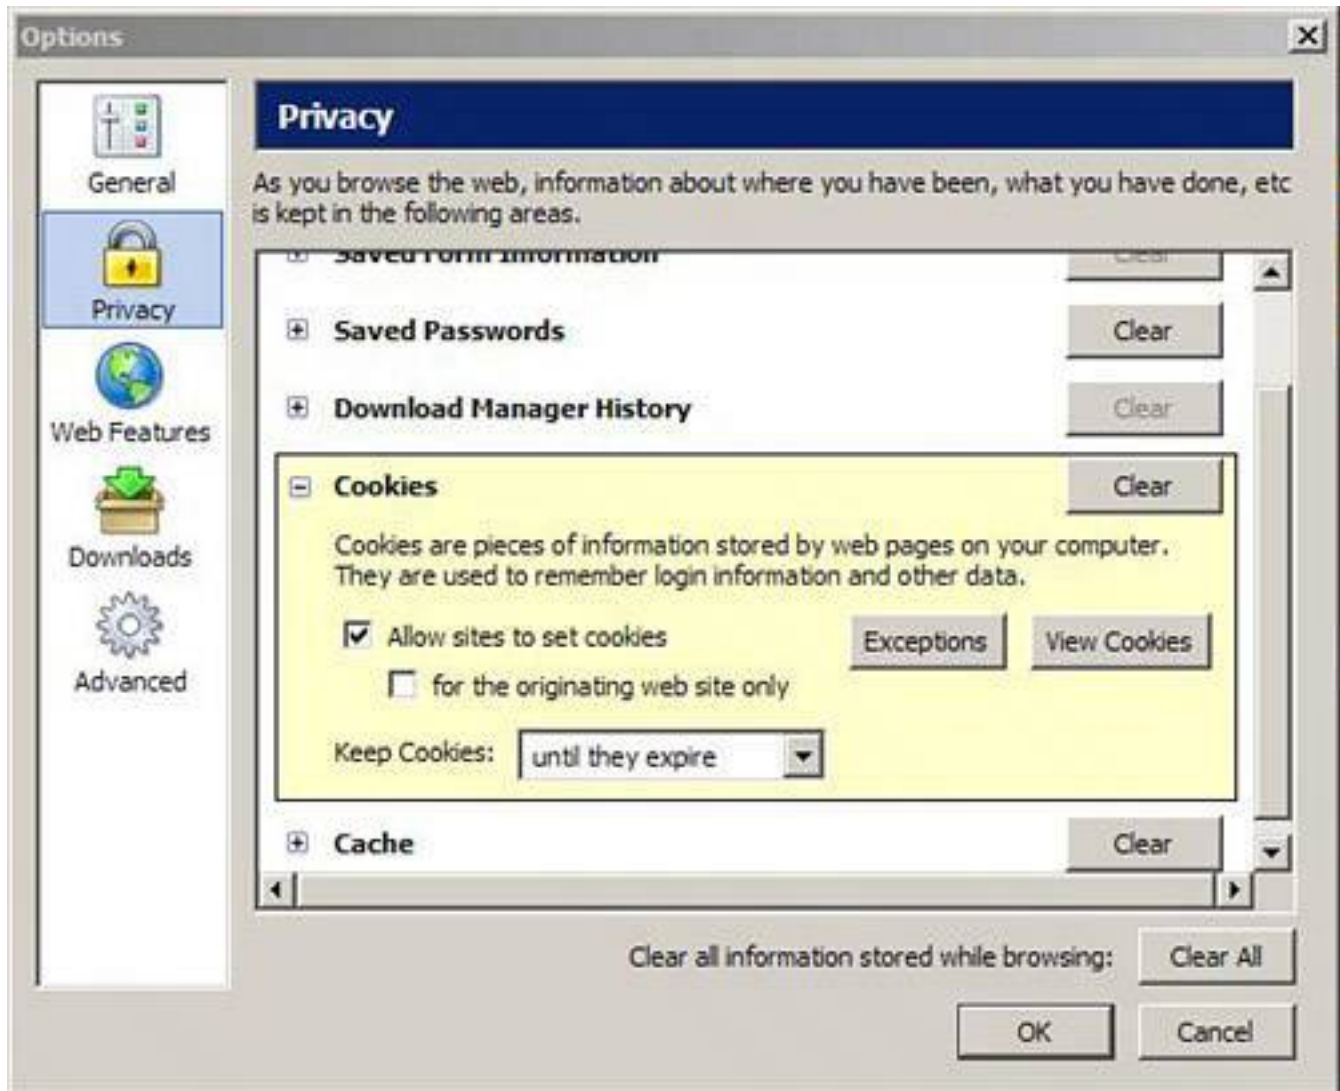 Options
General
Privacy
Web Features
Downloads
Advanced
Privacy
As you browse the web, information about where you have been, what you have done, etc
is kept in the following areas.
Saved Form Information Clear
Saved Passwords Clear
Download Manager History Clear
Cookies Clear
Cookies are pieces of information stored by web pages on your computer.
They are used to remember login information and other data.
Allow sites to set cookies Exceptions View Cookies
for the originating web site only
Keep Cookies: until they expire
Cache Clear
Clear all information stored while browsing: Clear All
OK Cancel